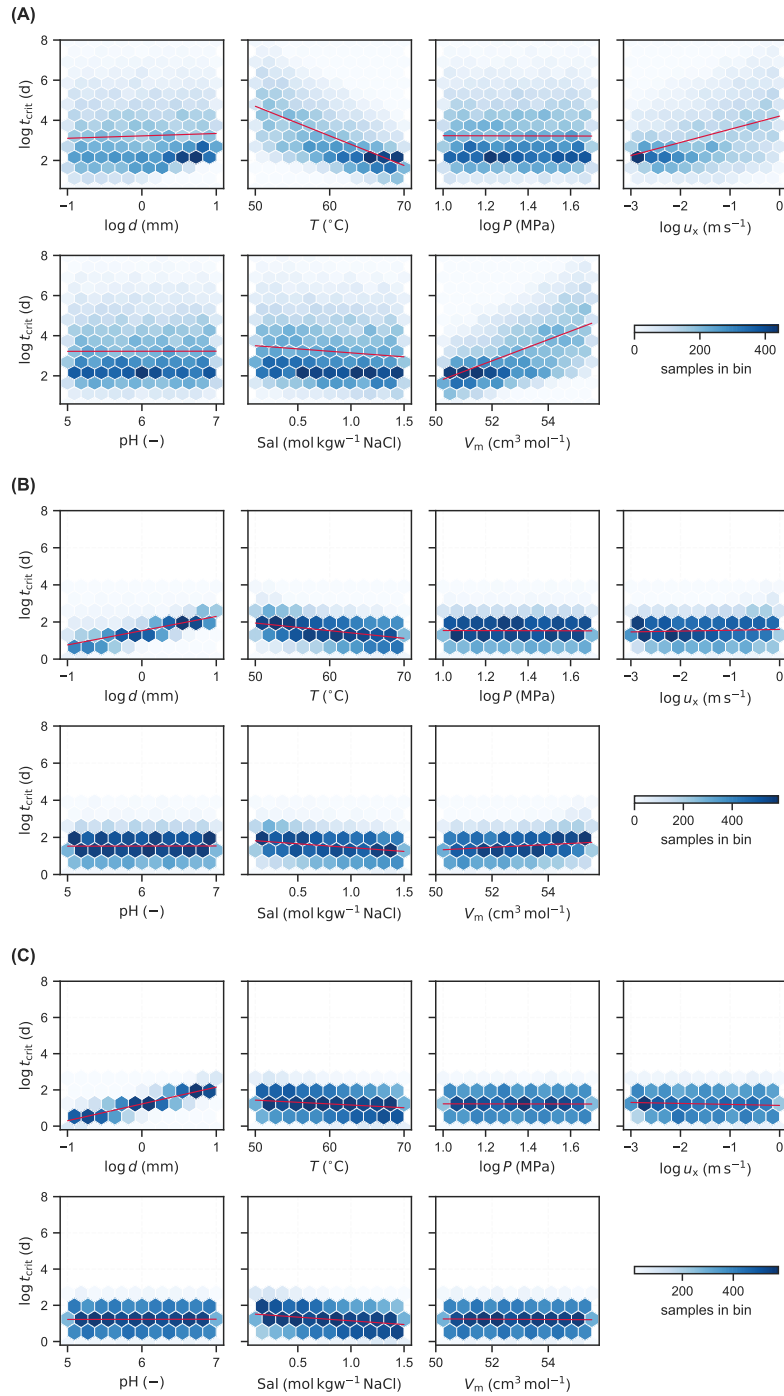 (A)
8
6
4
2
log t_crit (d)
−1 0 1
log d (mm)
50 60 70
T (°C)
1.0 1.2 1.4 1.6
log P (MPa)
−3 −2 −1 0
log u_x (m s⁻¹)
8
6
4
2
log t_crit (d)
5 6 7
pH (−)
0.5 1.0 1.5
Sal (mol kgw⁻¹ NaCl)
50 52 54
V_m (cm³ mol⁻¹)
0 200 400
samples in bin
(B)
8
6
4
2
0
log t_crit (d)
−1 0 1
log d (mm)
50 60 70
T (°C)
1.0 1.2 1.4 1.6
log P (MPa)
−3 −2 −1 0
log u_x (m s⁻¹)
8
6
4
2
0
log t_crit (d)
5 6 7
pH (−)
0.5 1.0 1.5
Sal (mol kgw⁻¹ NaCl)
50 52 54
V_m (cm³ mol⁻¹)
0 200 400
samples in bin
(C)
8
6
4
2
0
log t_crit (d)
−1 0 1
log d (mm)
50 60 70
T (°C)
1.0 1.2 1.4 1.6
log P (MPa)
−3 −2 −1 0
log u_x (m s⁻¹)
8
6
4
2
0
log t_crit (d)
5 6 7
pH (−)
0.5 1.0 1.5
Sal (mol kgw⁻¹ NaCl)
50 52 54
V_m (cm³ mol⁻¹)
200 400
samples in bin